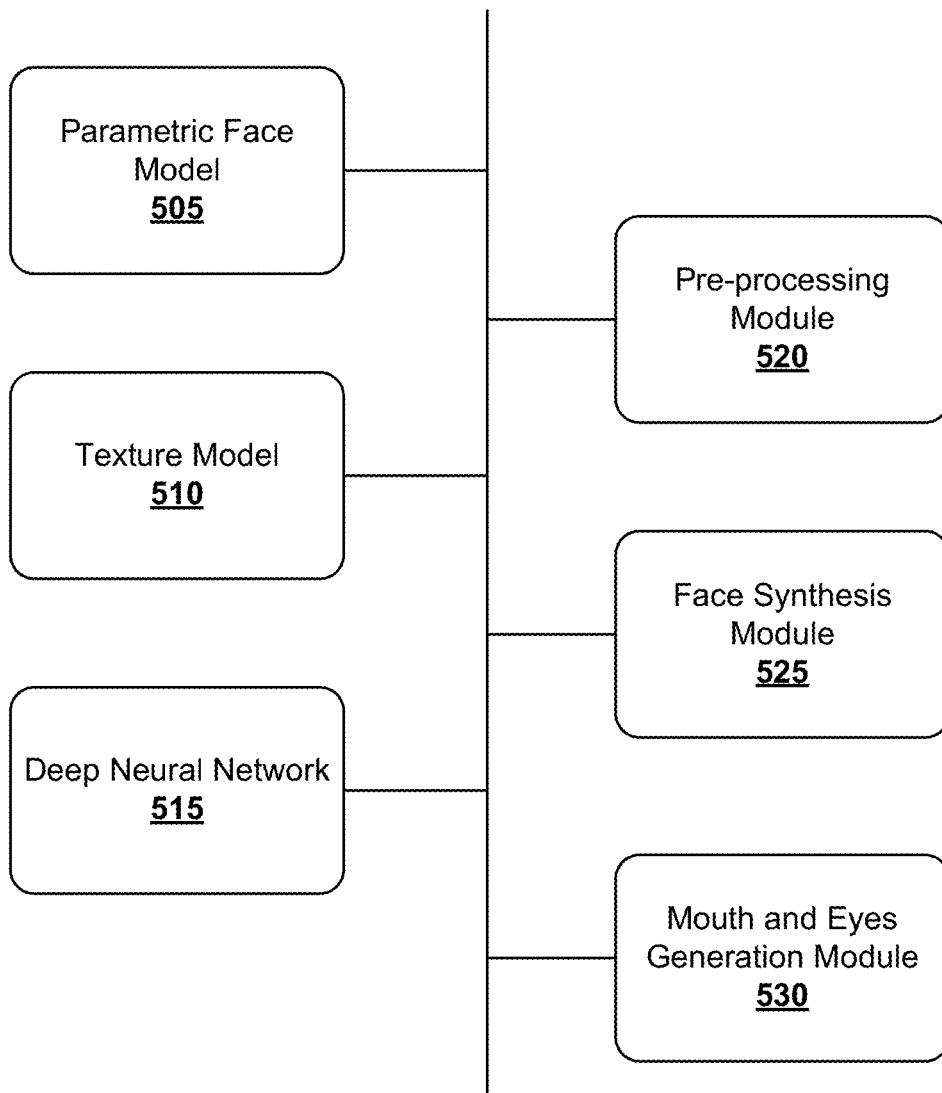 Parametric Face
Model
505
Texture Model
510
Deep Neural Network
515
Pre-processing
Module
520
Face Synthesis
Module
525
Mouth and Eyes
Generation Module
530